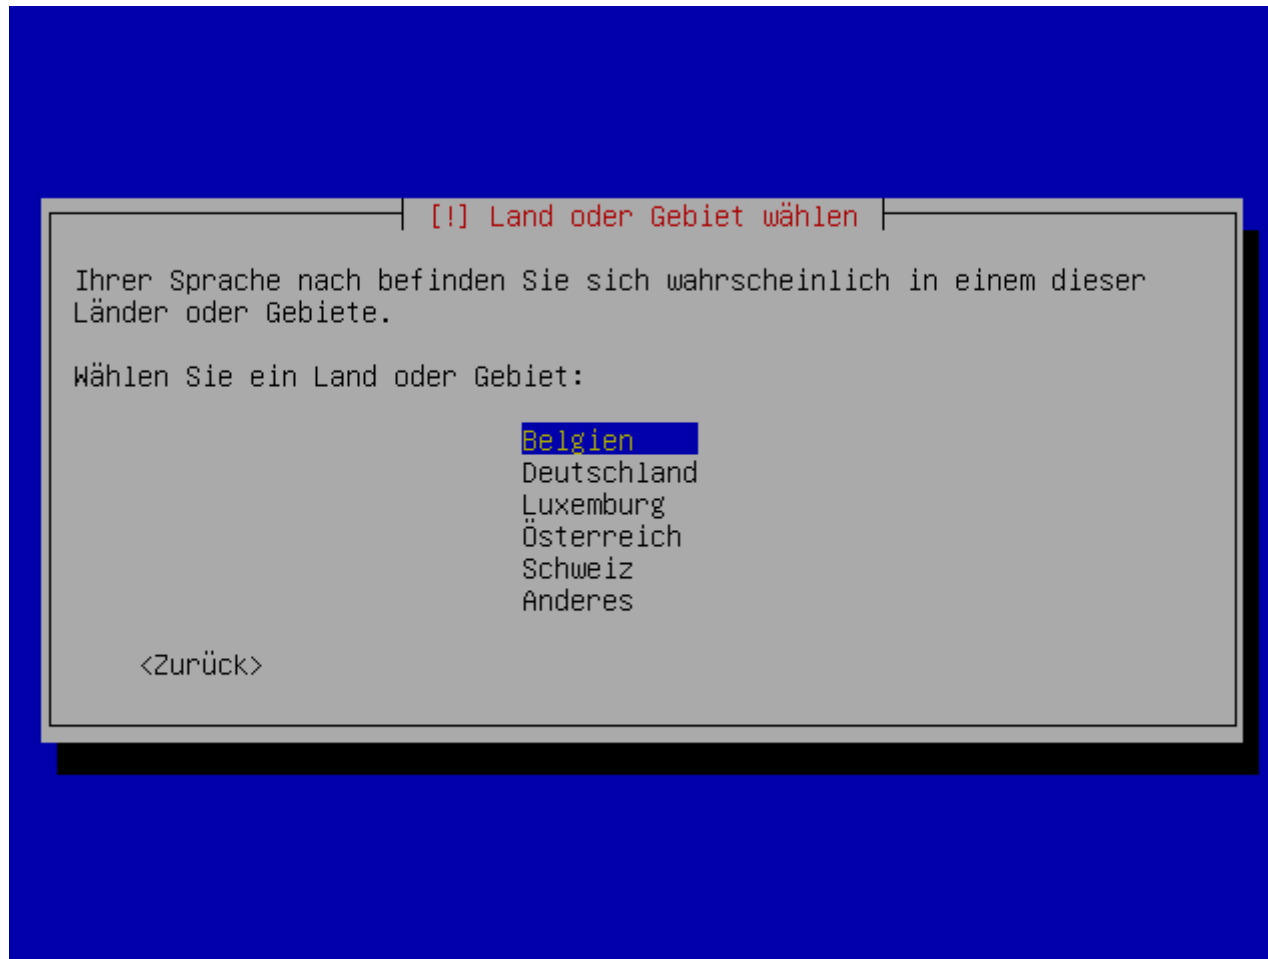 [!] Land oder Gebiet wählen
Ihrer Sprache nach befinden Sie sich wahrscheinlich in einem dieser
Länder oder Gebiete.
Wählen Sie ein Land oder Gebiet:
Belgien
Deutschland
Luxemburg
Österreich
Schweiz
Anderes
<Zurück>